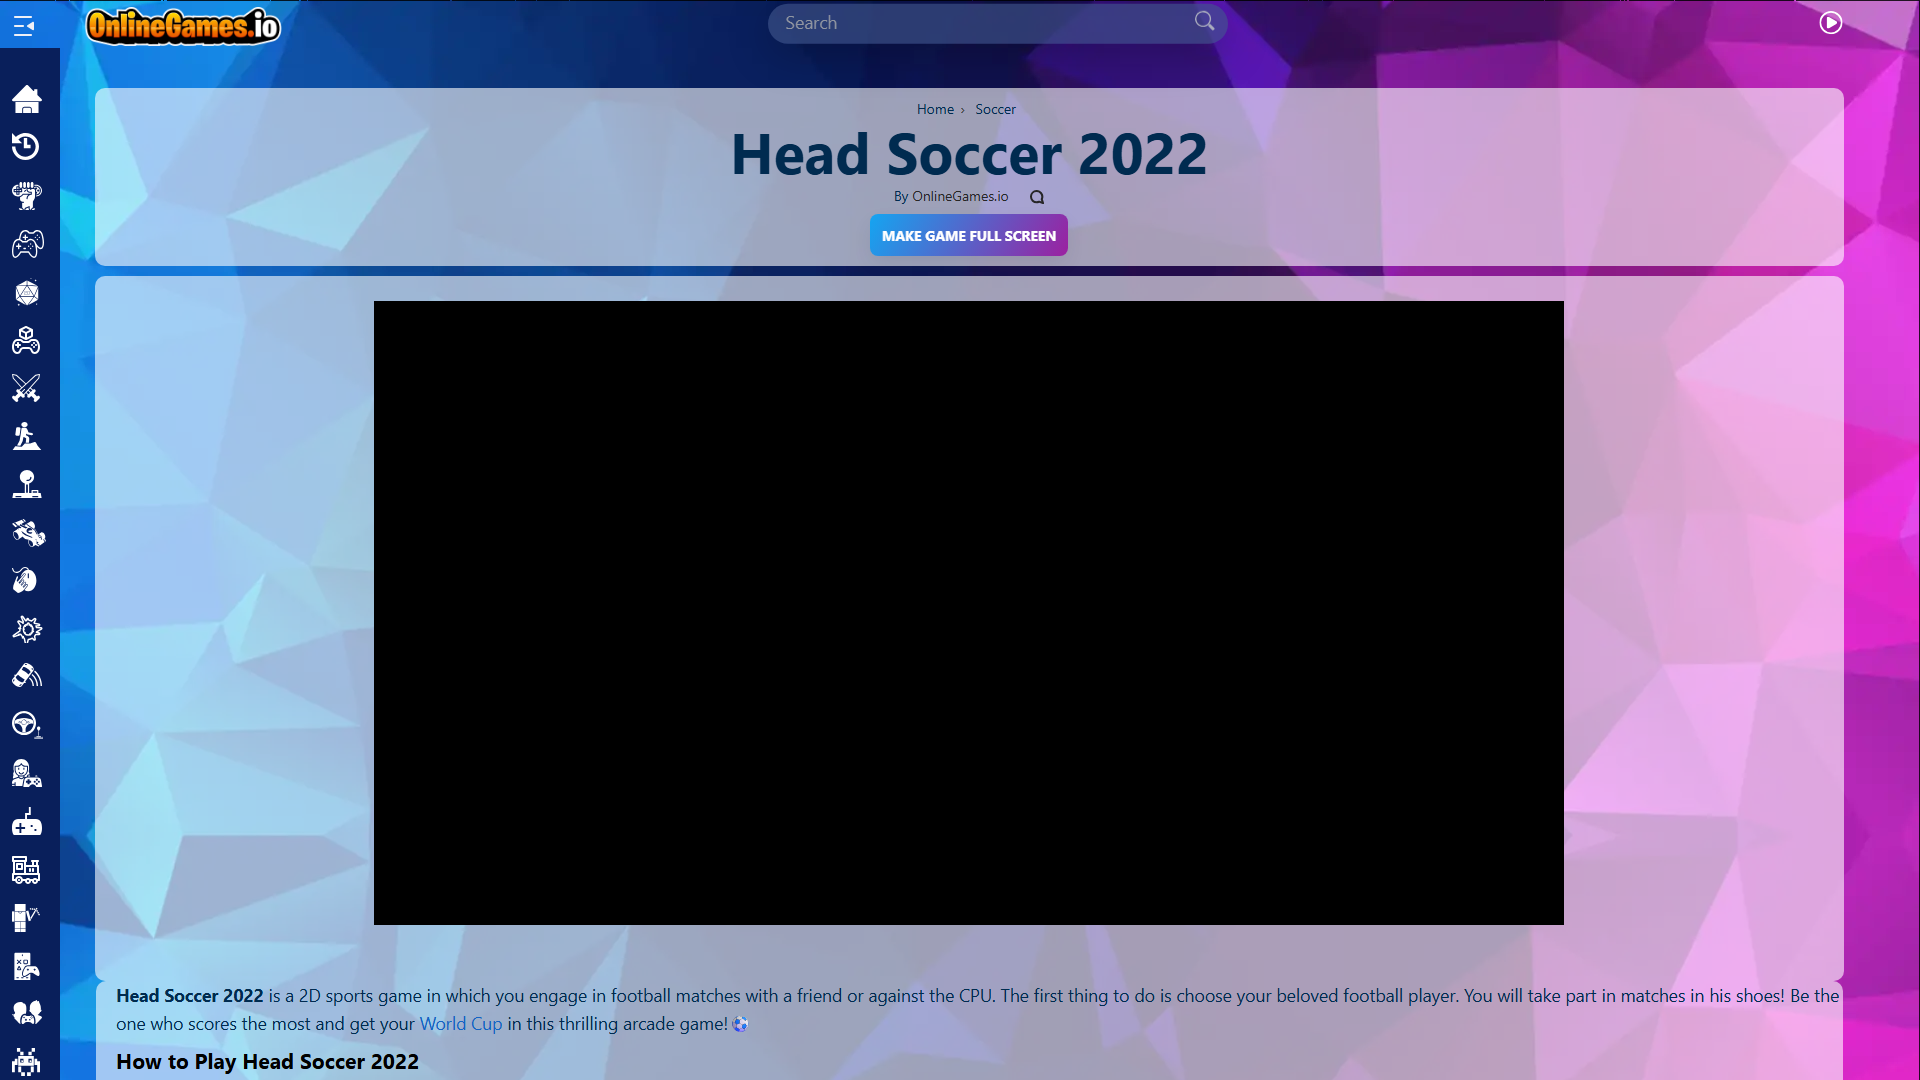 OnlineGames.io
Search
Home › Soccer
Head Soccer 2022
By OnlineGames.io
MAKE GAME FULL SCREEN
Head Soccer 2022 is a 2D sports game in which you engage in football matches with a friend or against the CPU. The first thing to do is choose your beloved football player. You will take part in matches in his shoes! Be the
one who scores the most and get your World Cup in this thrilling arcade game! ⚽
How to Play Head Soccer 2022